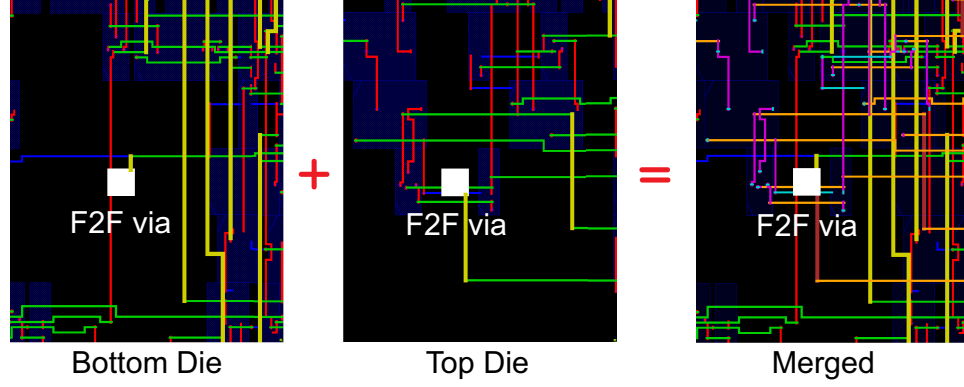 F2F via
F2F via
F2F via
+
=
Bottom Die
Top Die
Merged